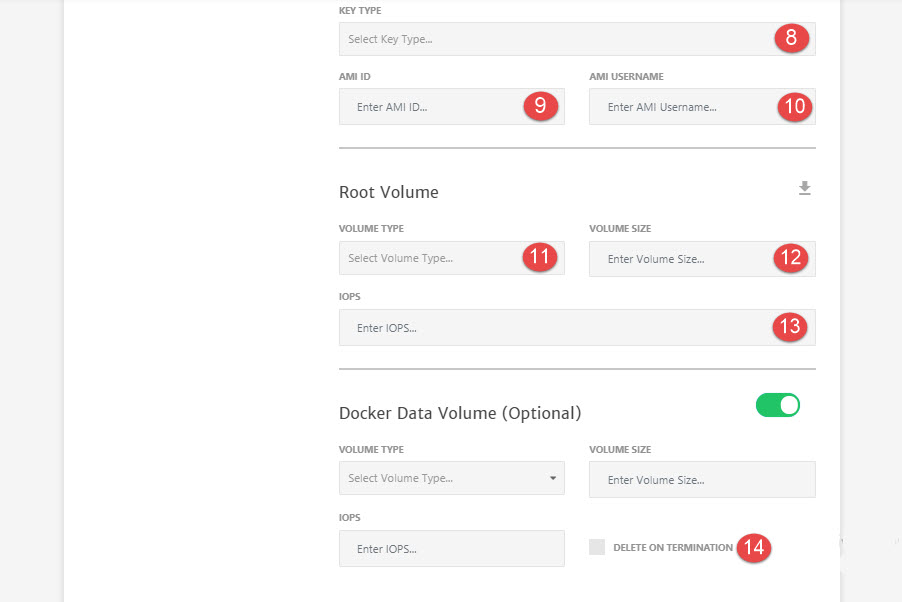 KEY TYPE
Select Key Type... 8
AMI ID AMI USERNAME
Enter AMI ID... 9 Enter AMI Username... 10
Root Volume
VOLUME TYPE VOLUME SIZE
Select Volume Type... 11 Enter Volume Size... 12
IOPS
Enter IOPS... 13
Docker Data Volume (Optional)
VOLUME TYPE VOLUME SIZE
Select Volume Type... Enter Volume Size...
IOPS
Enter IOPS... DELETE ON TERMINATION 14